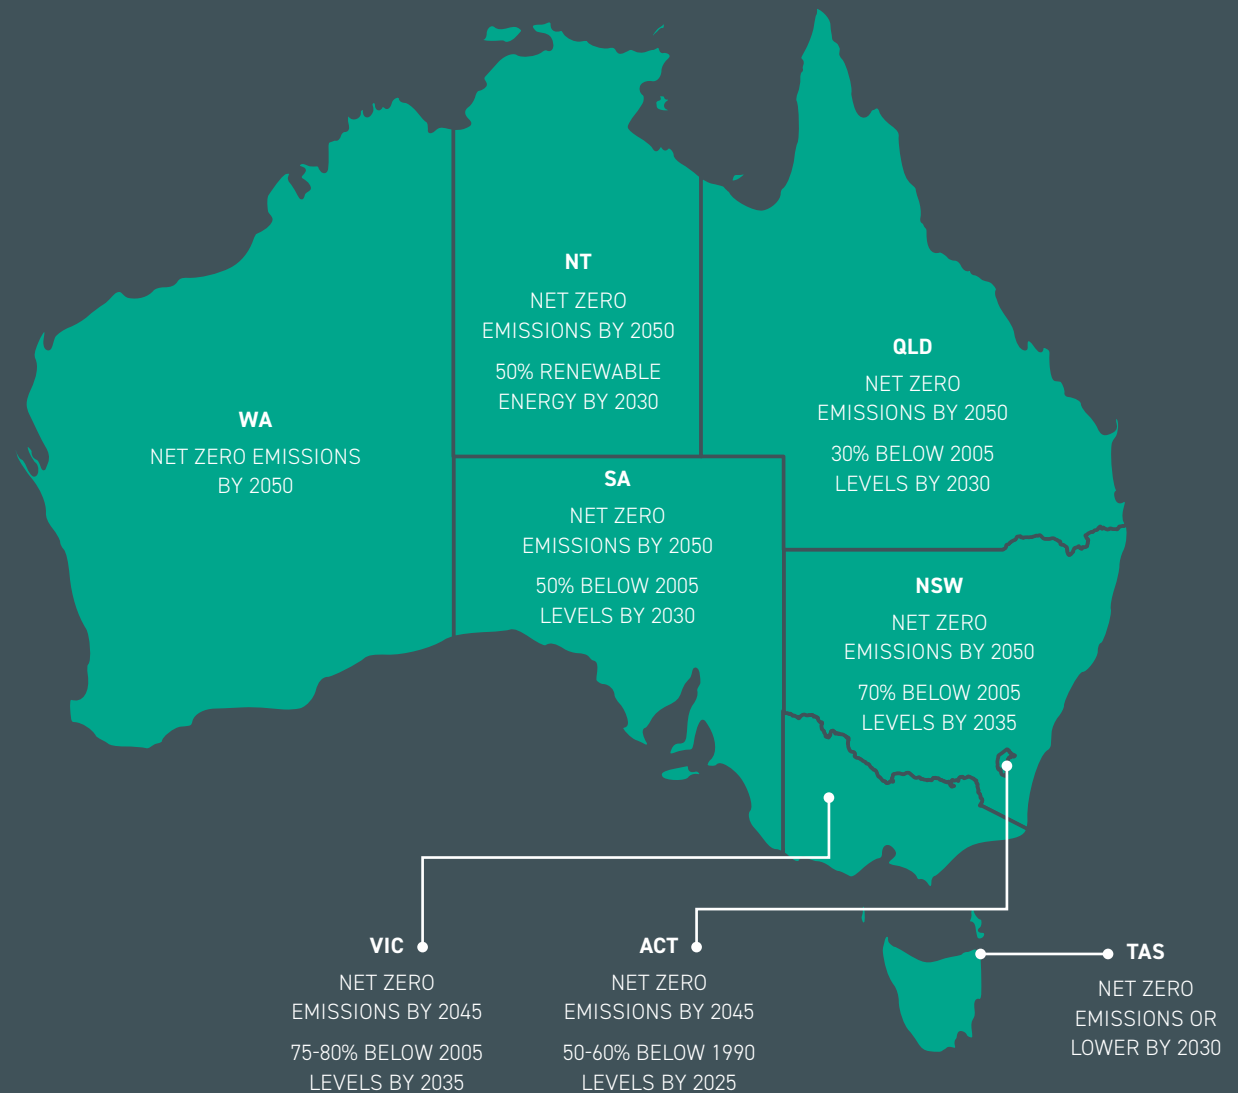 NT
NET ZERO
EMISSIONS BY 2050
50% RENEWABLE
ENERGY BY 2030
QLD
NET ZERO
EMISSIONS BY 2050
30% BELOW 2005
LEVELS BY 2030
WA
NET ZERO EMISSIONS
BY 2050
SA
NET ZERO
EMISSIONS BY 2050
50% BELOW 2005
LEVELS BY 2030
NSW
NET ZERO
EMISSIONS BY 2050
70% BELOW 2005
LEVELS BY 2035
VIC
NET ZERO
EMISSIONS BY 2045
75-80% BELOW 2005
LEVELS BY 2035
ACT
NET ZERO
EMISSIONS BY 2045
50-60% BELOW 1990
LEVELS BY 2025
TAS
NET ZERO
EMISSIONS OR
LOWER BY 2030